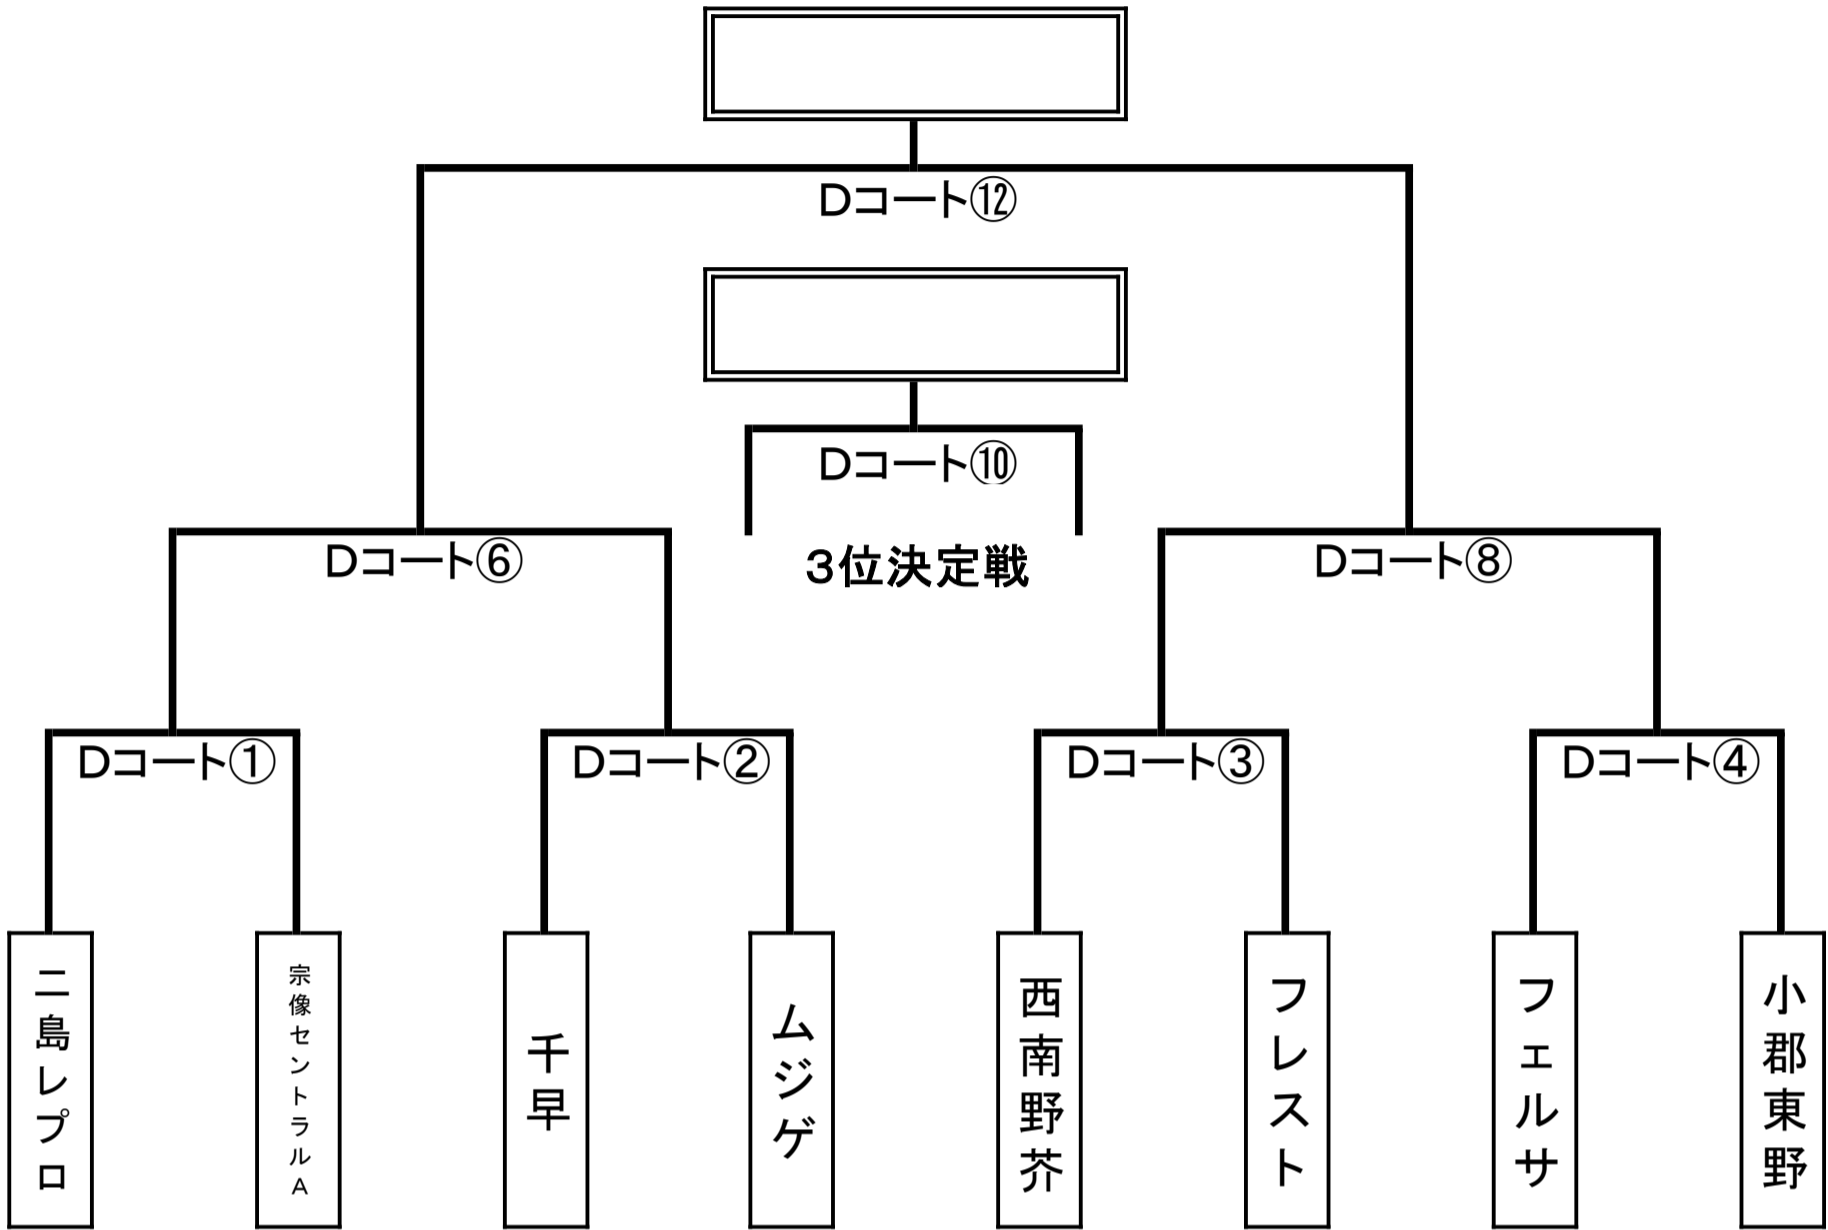 Dコート⑫
Dコート⑩
3位決定戦
Dコート⑥
Dコート⑧
Dコート①
Dコート②
Dコート③
Dコート④
二島レプロ
宗像セントラルA
千早
ムジゲ
西南野芥
フレスト
フェルサ
小郡東野